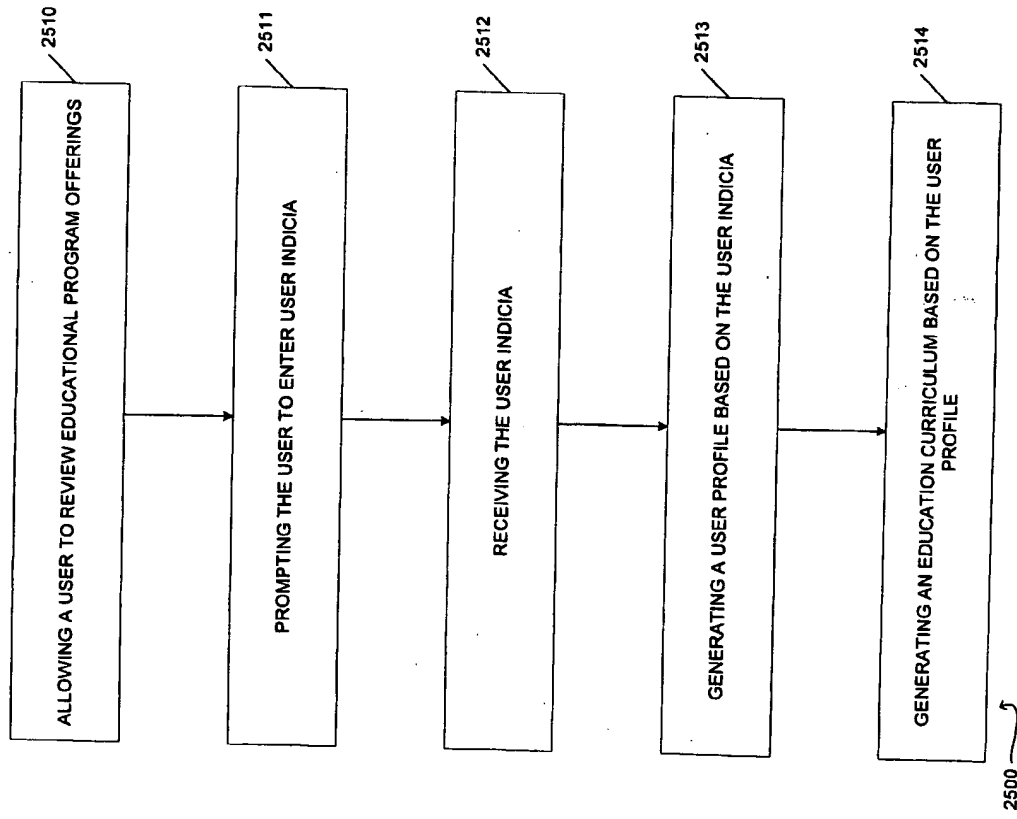 2510
ALLOWING A USER TO REVIEW EDUCATIONAL PROGRAM OFFERINGS
2511
PROMPTING THE USER TO ENTER USER INDICIA
2512
RECEIVING THE USER INDICIA
2513
GENERATING A USER PROFILE BASED ON THE USER INDICIA
2514
GENERATING AN EDUCATION CURRICULUM BASED ON THE USER
PROFILE
2500